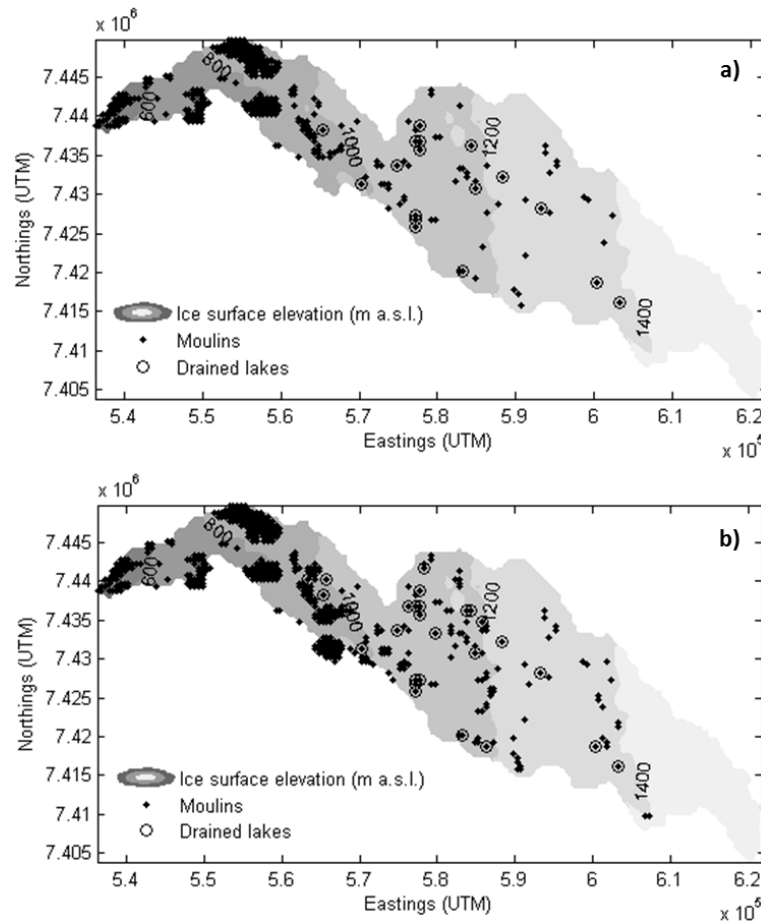 x 10^6
a)
7.445
7.44
7.435
7.43
7.425
7.42
7.415
7.41
7.405
Northings (UTM)
800
600
1000
1200
1400
Ice surface elevation (m a.s.l.)
Moulins
Drained lakes
5.4 5.5 5.6 5.7 5.8 5.9 6 6.1 6.2
Eastings (UTM)
x 10^5
x 10^6
b)
7.445
7.44
7.435
7.43
7.425
7.42
7.415
7.41
7.405
Northings (UTM)
800
600
1000
1200
1400
Ice surface elevation (m a.s.l.)
Moulins
Drained lakes
5.4 5.5 5.6 5.7 5.8 5.9 6 6.1 6.2
Eastings (UTM)
x 10^5